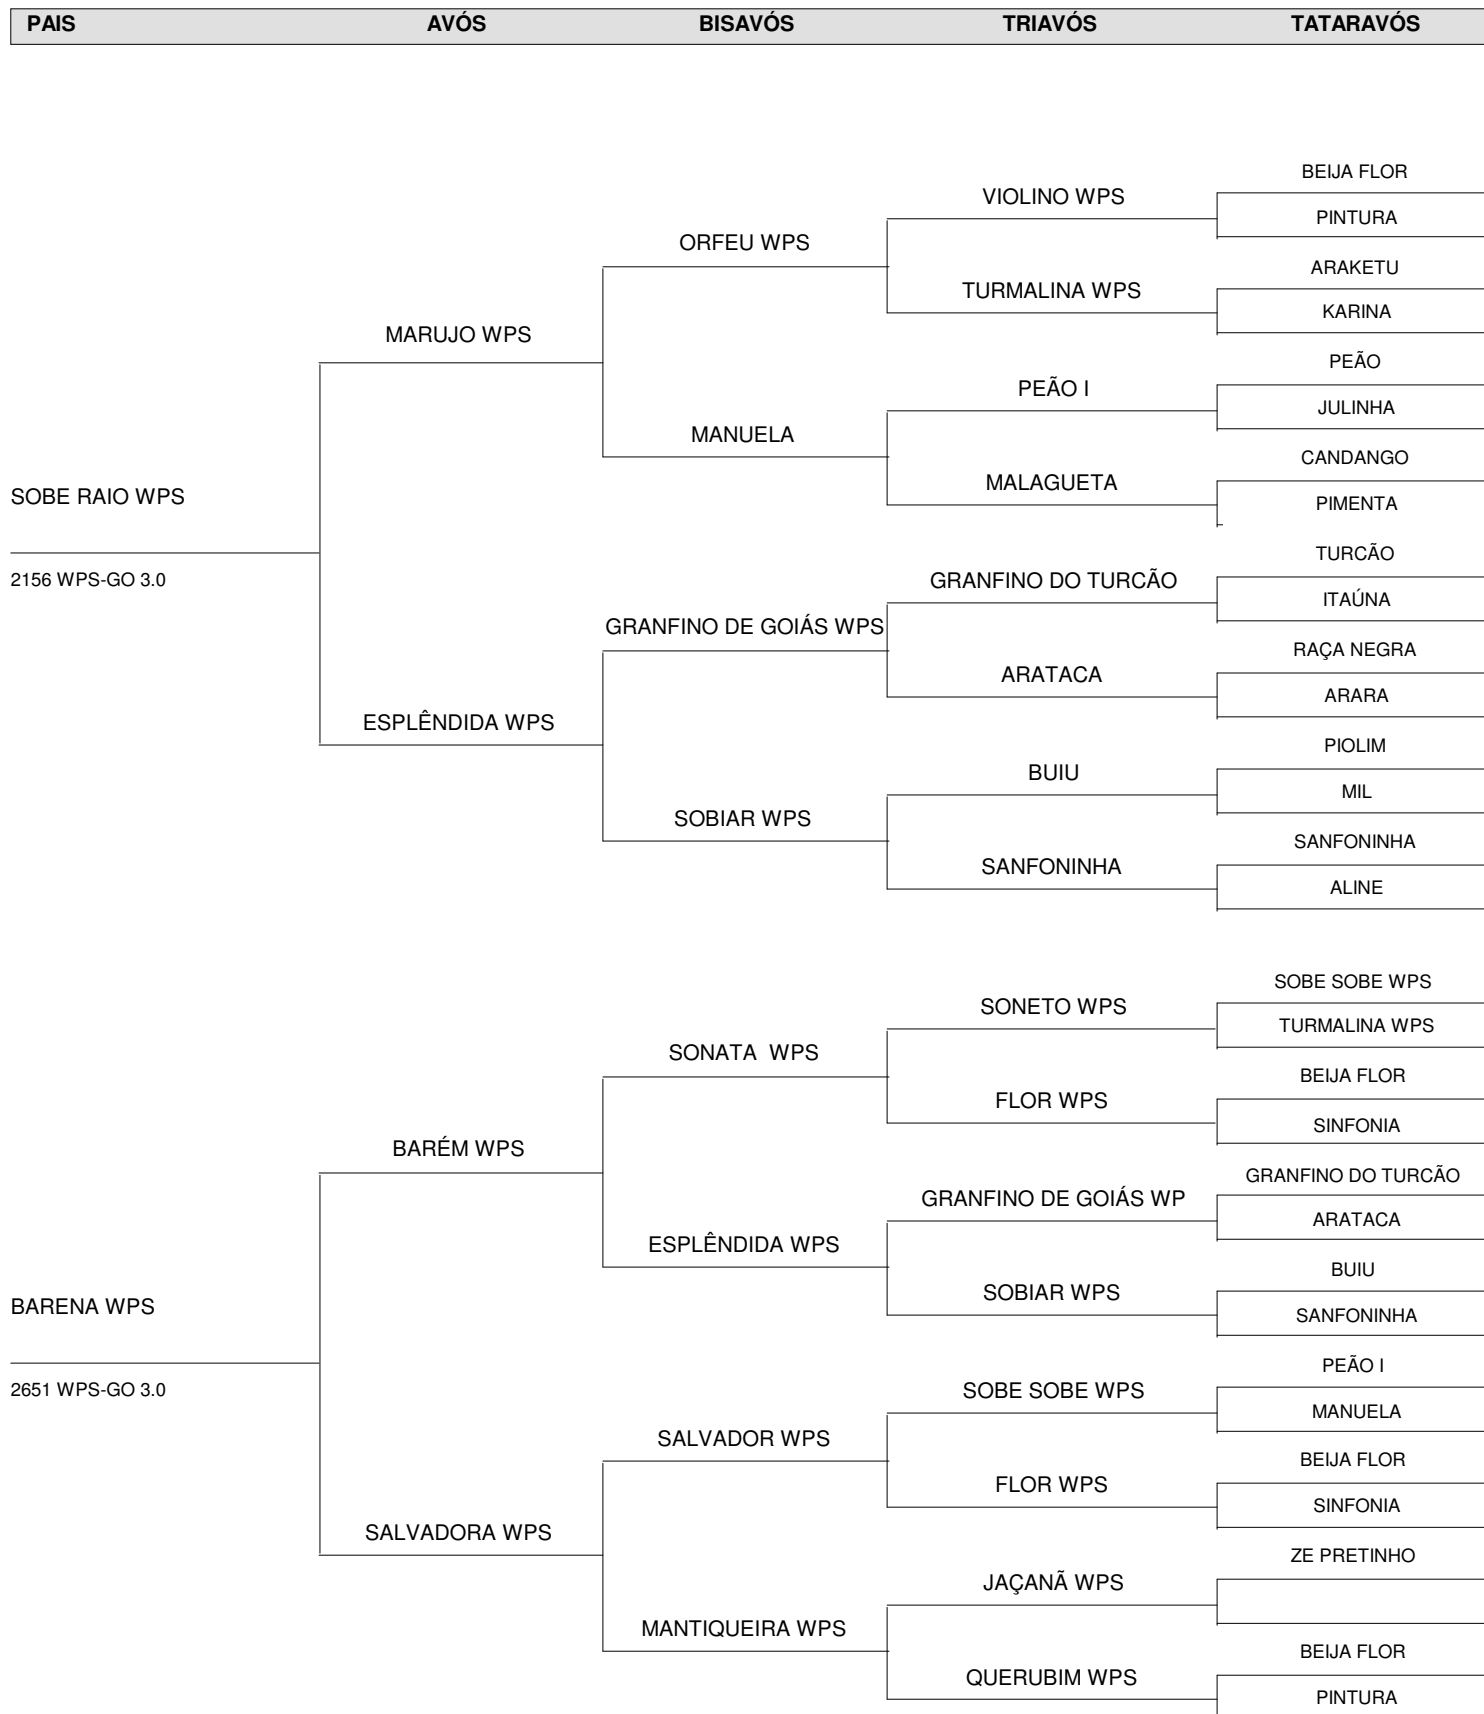 PAIS AVÓS BISAVÓS TRIAVÓS TATARAVÓS
BEIJA FLOR
VIOLINO WPS
PINTURA
ORFEU WPS
ARAKETU
TURMALINA WPS
KARINA
MARUJO WPS
PEÃO
PEÃO I
JULINHA
MANUELA
CANDANGO
MALAGUETA
SOBE RAIO WPS
PIMENTA
TURCÃO
2156 WPS-GO 3.0
GRANFINO DO TURCÃO
ITAÚNA
GRANFINO DE GOIÁS WPS
RAÇA NEGRA
ARATACA
ARARA
ESPLÊNDIDA WPS
PIOLIM
BUIU
MIL
SOBIAR WPS
SANFONINHA
SANFONINHA
ALINE
SOBE SOBE WPS
SONETO WPS
TURMALINA WPS
SONATA WPS
BEIJA FLOR
FLOR WPS
SINFONIA
BARÉM WPS
GRANFINO DO TURCÃO
GRANFINO DE GOIÁS WP
ARATACA
ESPLÊNDIDA WPS
BUIU
SOBIAR WPS
BARENA WPS
SANFONINHA
PEÃO I
2651 WPS-GO 3.0
SOBE SOBE WPS
MANUELA
SALVADOR WPS
BEIJA FLOR
FLOR WPS
SINFONIA
SALVADORA WPS
ZE PRETINHO
JAÇANÃ WPS
MANTIQUEIRA WPS
BEIJA FLOR
QUERUBIM WPS
PINTURA